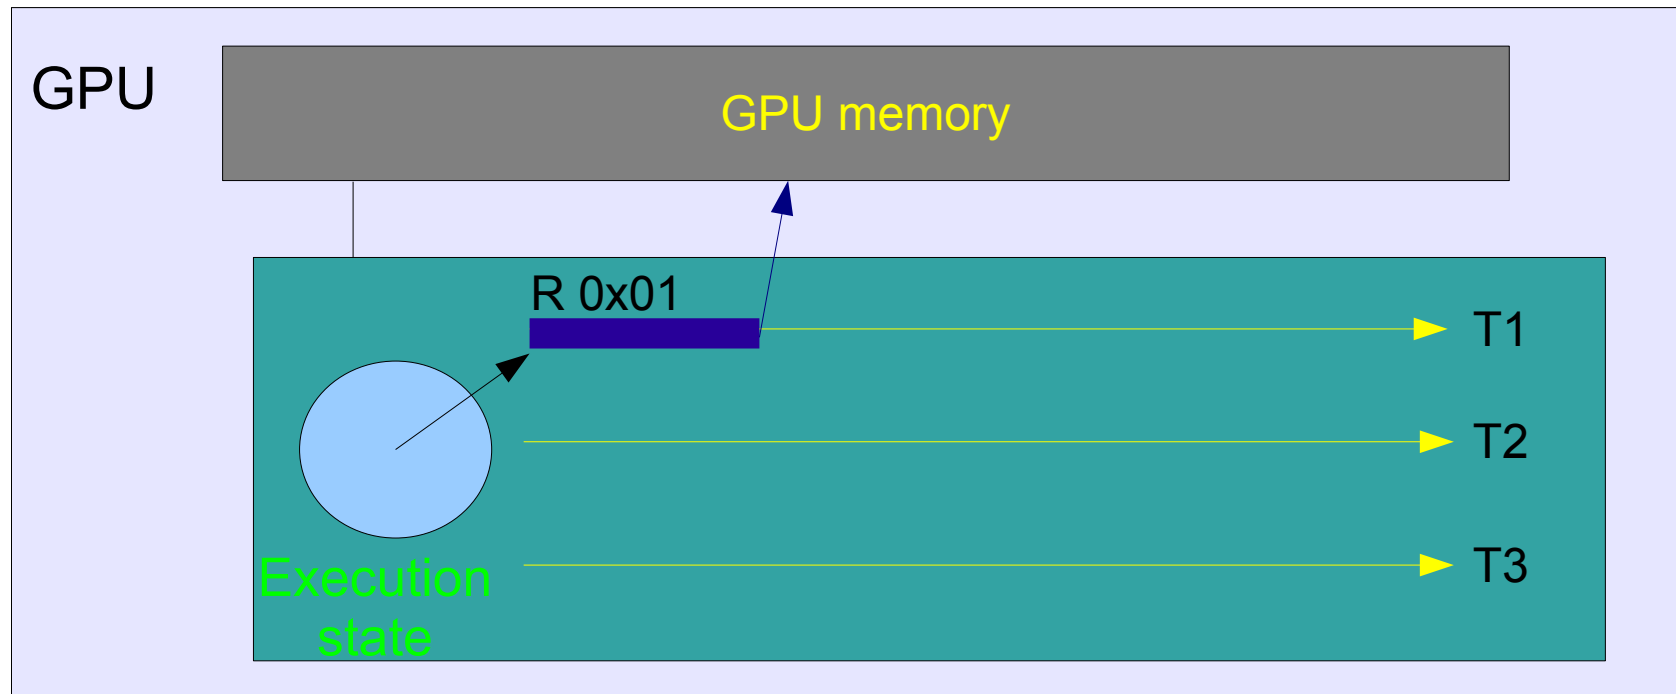 GPU
GPU memory
R 0x01
T1
T2
T3
Execution
state